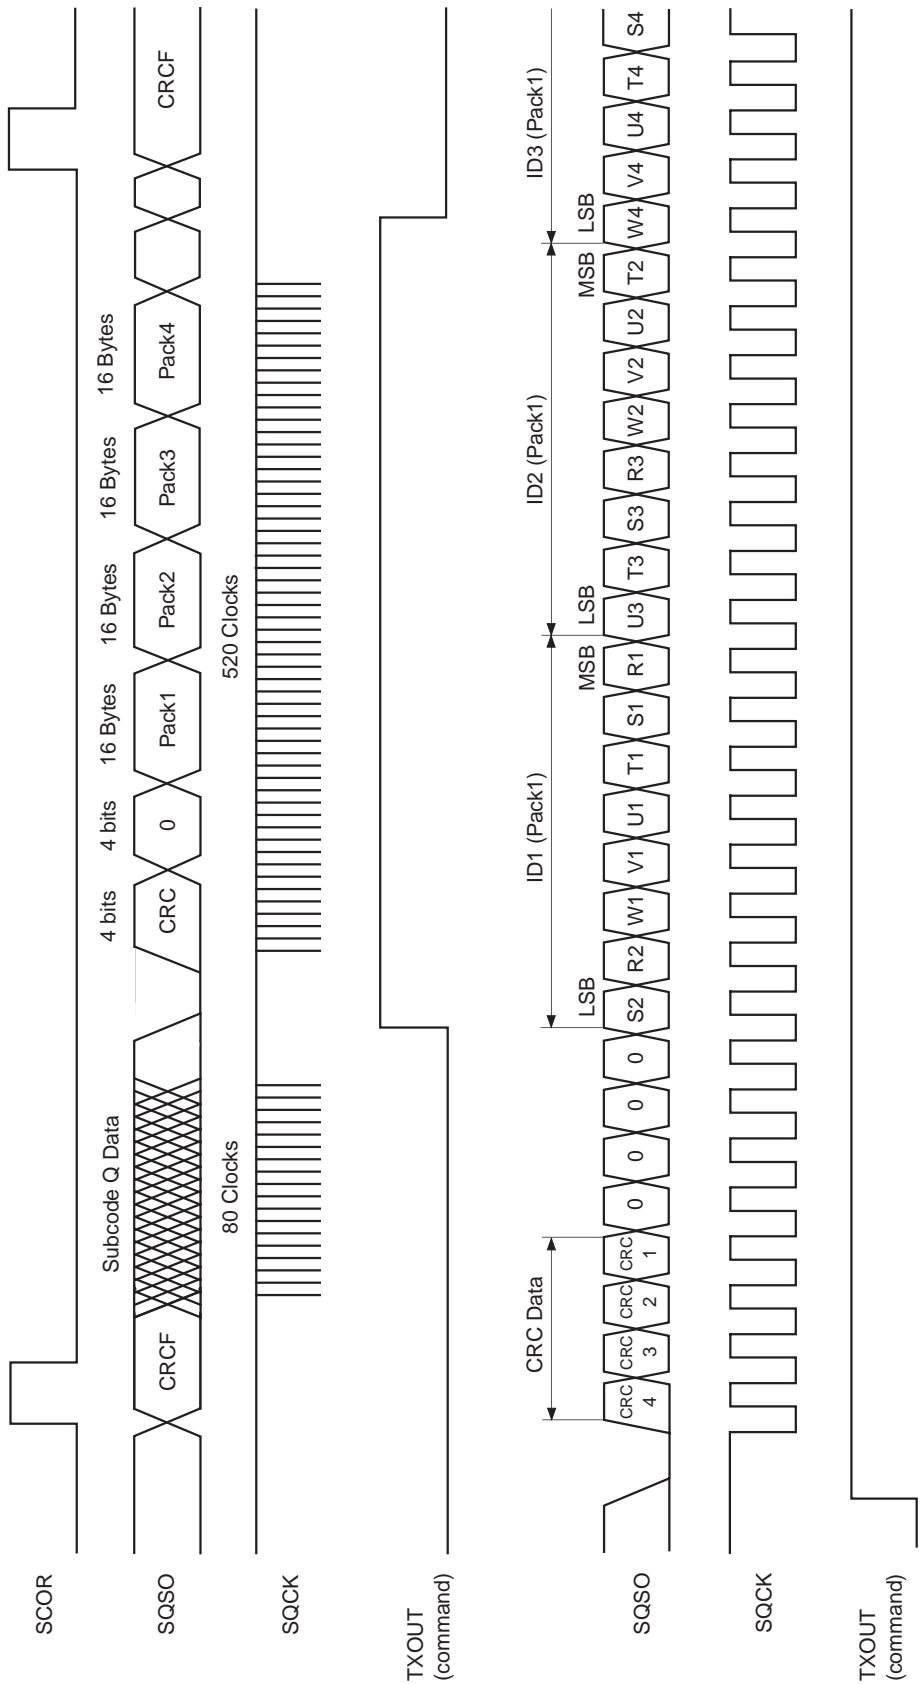 SCOR
4 bits 4 bits 16 Bytes 16 Bytes 16 Bytes 16 Bytes
Subcode Q Data
SQSO CRCF CRC 0 Pack1 Pack2 Pack3 Pack4 CRCF
80 Clocks 520 Clocks
SQCK
TXOUT
(command)
CRC Data ID1 (Pack1) ID2 (Pack1) ID3 (Pack1)
LSB MSB LSB MSB LSB
SQSO CRC 4 CRC 3 CRC 2 CRC 1 0 0 0 0 S2 R2 W1 V1 U1 T1 S1 R1 U3 T3 S3 R3 W2 V2 U2 T2 W4 V4 U4 T4 S4
SQCK
TXOUT
(command)